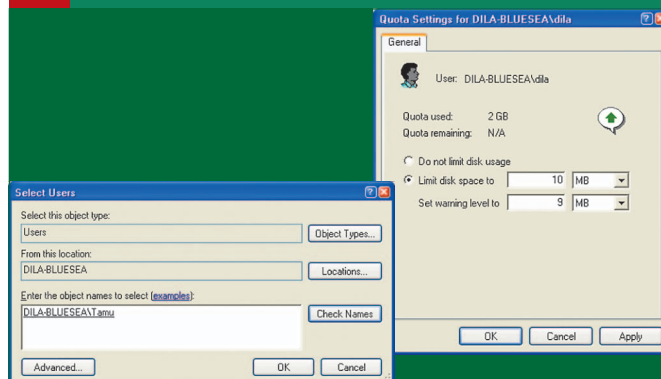 Quota Settings for DILA-BLUESEA\dila
General
User: DILA-BLUESEA\dila
Quota used: 2 GB
Quota remaining: N/A
Do not limit disk usage
Limit disk space to 10 MB
Set warning level to 9 MB
OK Cancel Apply
Select Users
Select this object type:
Users
Object Types...
From this location:
DILA-BLUESEA
Locations...
Enter the object names to select (examples):
DILA-BLUESEA\Tamu
Check Names
Advanced...
OK Cancel